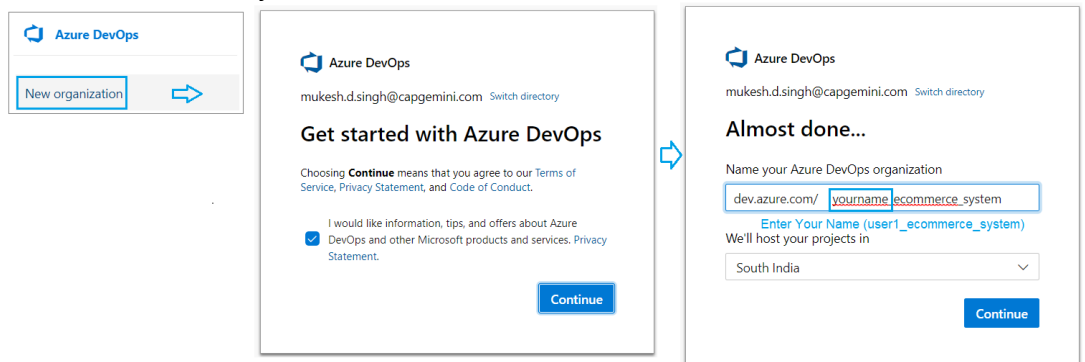 Azure DevOps
New organization
Azure DevOps
mukesh.d.singh@capgemini.com Switch directory
Get started with Azure DevOps
Choosing Continue means that you agree to our Terms of
Service, Privacy Statement, and Code of Conduct.
I would like information, tips, and offers about Azure
DevOps and other Microsoft products and services. Privacy
Statement.
Continue
Azure DevOps
mukesh.d.singh@capgemini.com Switch directory
Almost done...
Name your Azure DevOps organization
dev.azure.com/ yourname_ecommerce_system
Enter Your Name (user1_ecommerce_system)
We'll host your projects in
South India
Continue